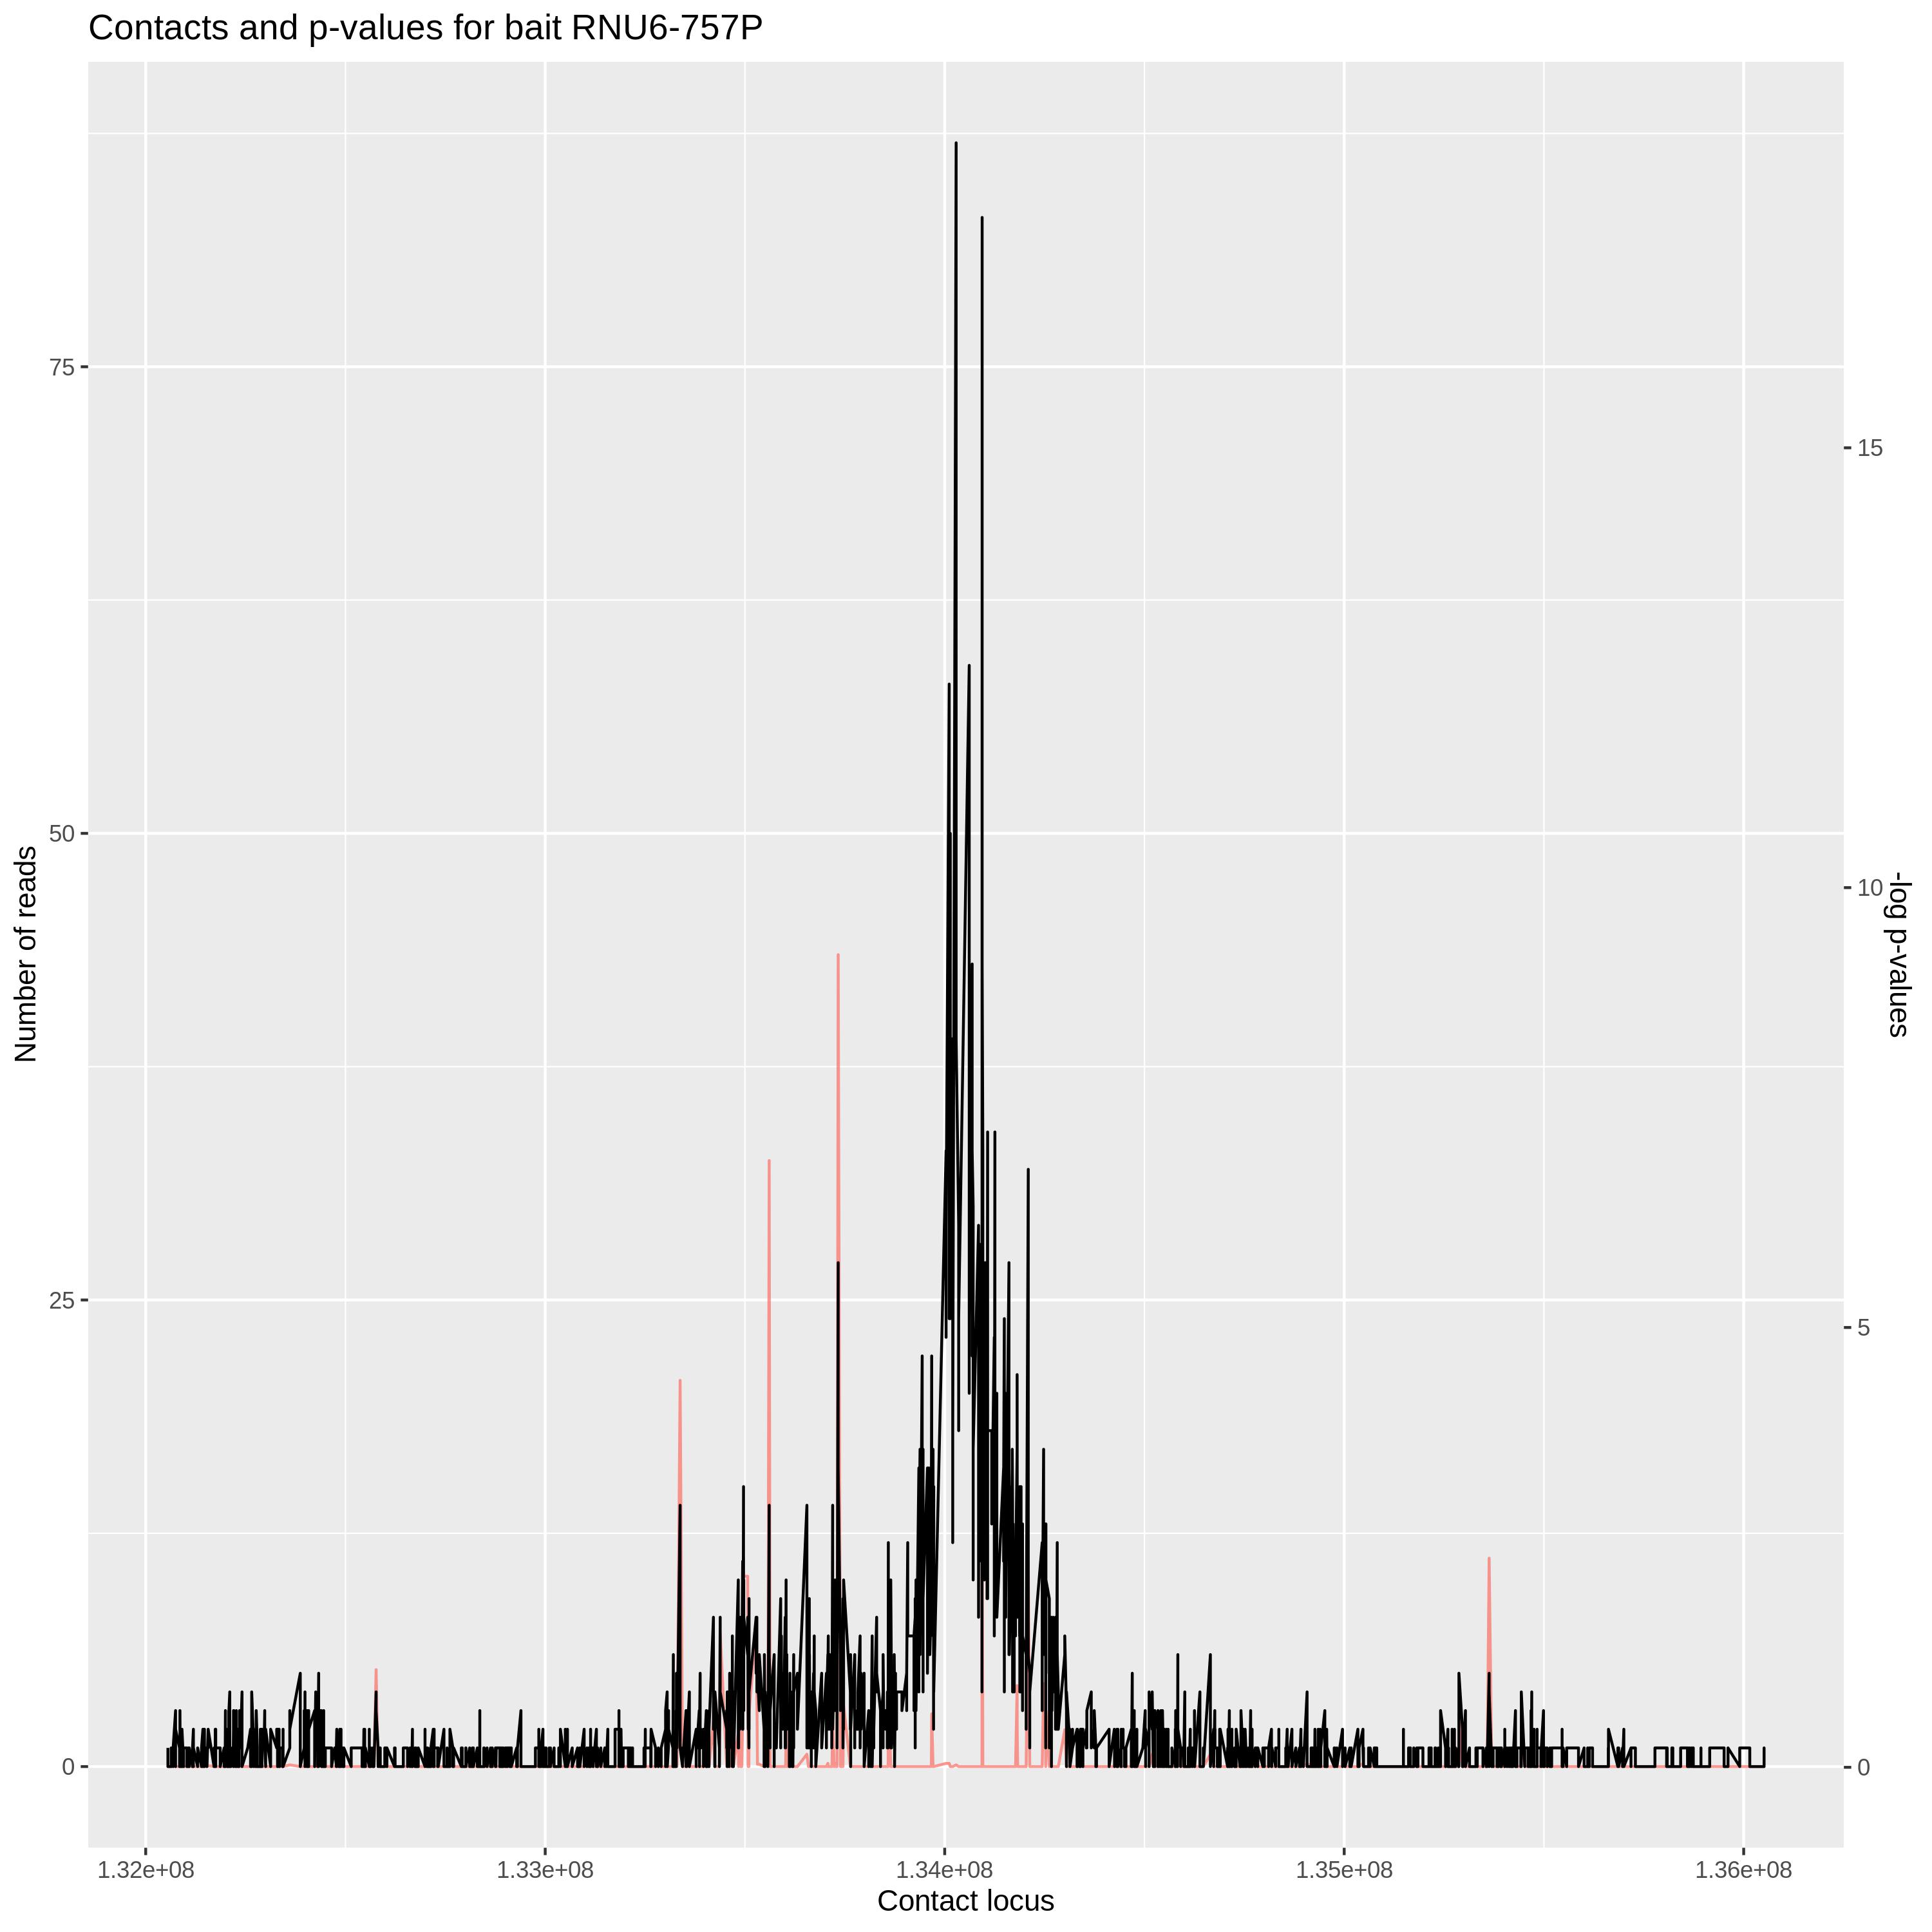 Contacts and p-values for bait RNU6-757P
75
50
25
0
Number of reads
15
10
5
0
-log p-values
1.32e+08
1.33e+08
1.34e+08
1.35e+08
1.36e+08
Contact locus